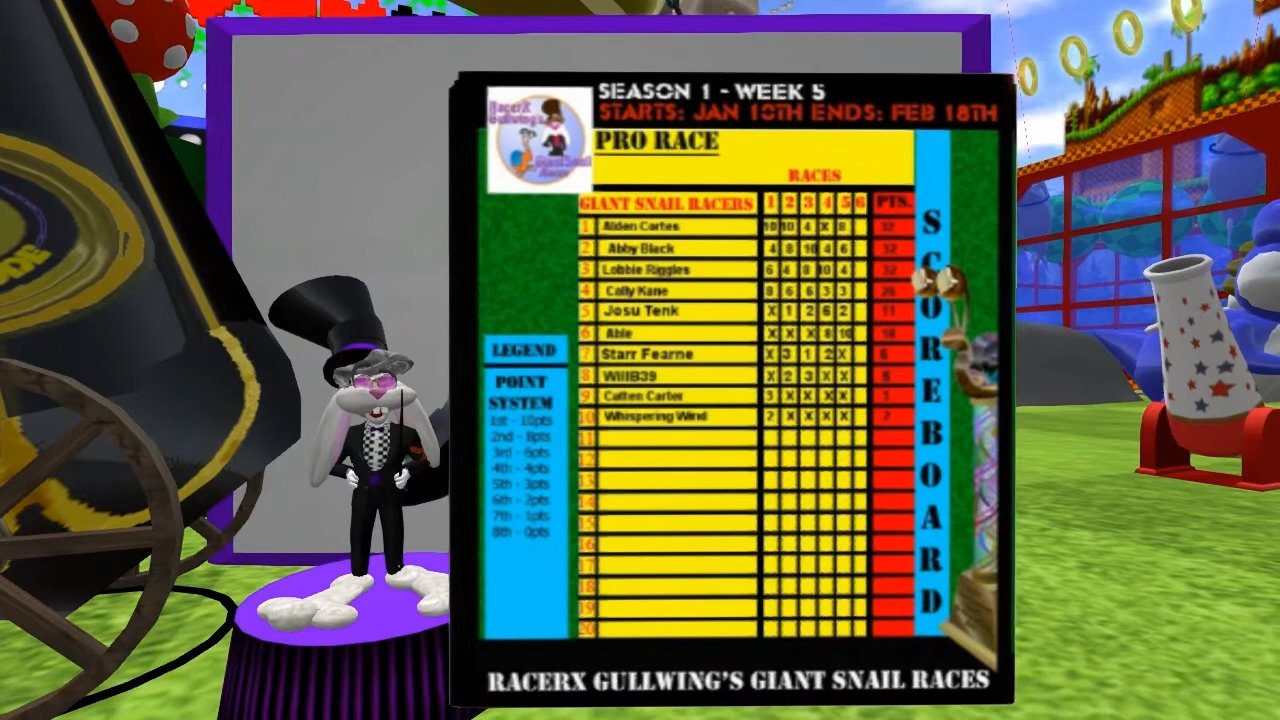 SEASON 1 - WEEK 5
STARTS: JAN 10TH ENDS: FEB 18TH
RacerX
Gullwing's
GiantSnail
Races
PRO RACE
RACES
GIANT SNAIL RACERS 1 2 3 4 5 6 PTS.
1 Aiden Cortes 10 10 4 X 8 32
2 Abby Black 4 8 10 4 6 32
3 Lobbie Riggles 6 4 8 10 4 32
4 Cally Kane 8 6 6 3 3 26
5 Josu Tenk X 1 2 6 2 11
6 Able X X X 8 10 18
7 Starr Fearne X 3 1 2 X 6
8 WillB39 X 2 3 X X 5
9 Catten Carter 3 X X X X 3
10 Whispering Wind 2 X X X X 2
11
12
13
14
15
16
17
18
19
20
LEGEND
POINT
SYSTEM
1st - 10pts
2nd - 8pts
3rd - 6pts
4th - 4pts
5th - 3pts
6th - 2pts
7th - 1pts
8th - 0pts
SCOREBOARD
RACERX GULLWING'S GIANT SNAIL RACES